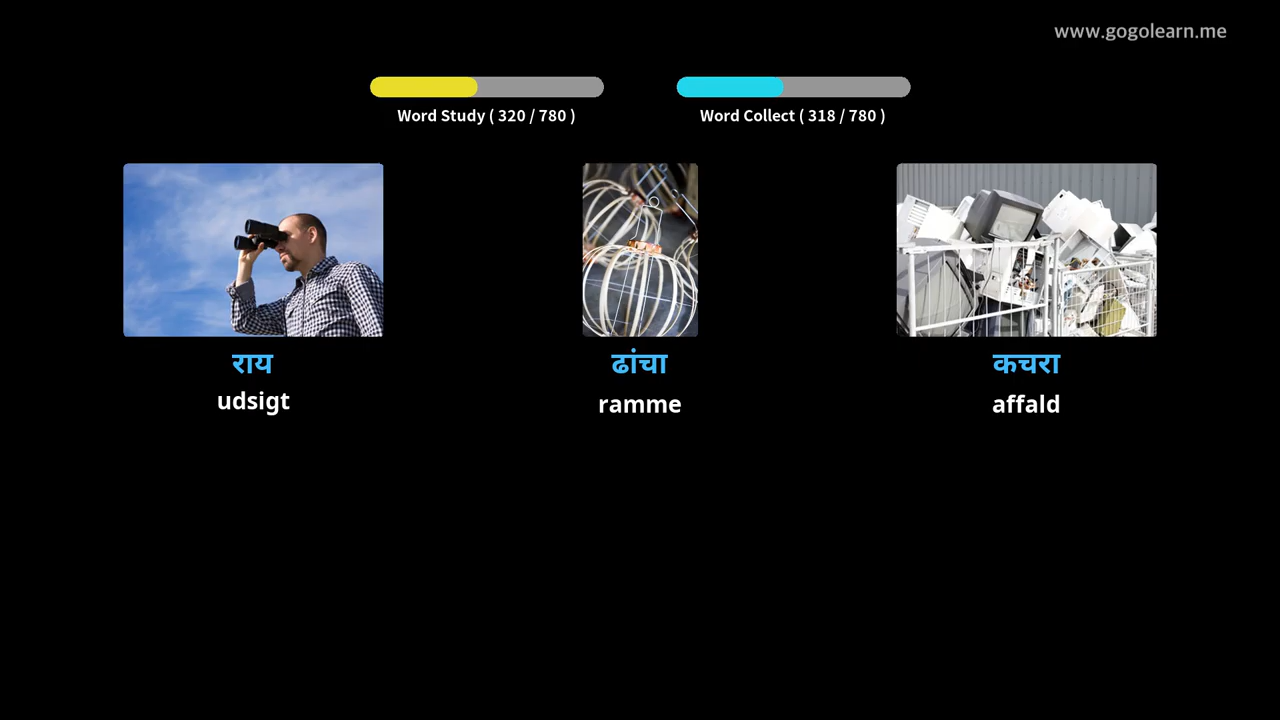 www.gogolearn.me
Word Study ( 320 / 780 )
Word Collect ( 318 / 780 )
राय
udsigt
ढांचा
ramme
कचरा
affald